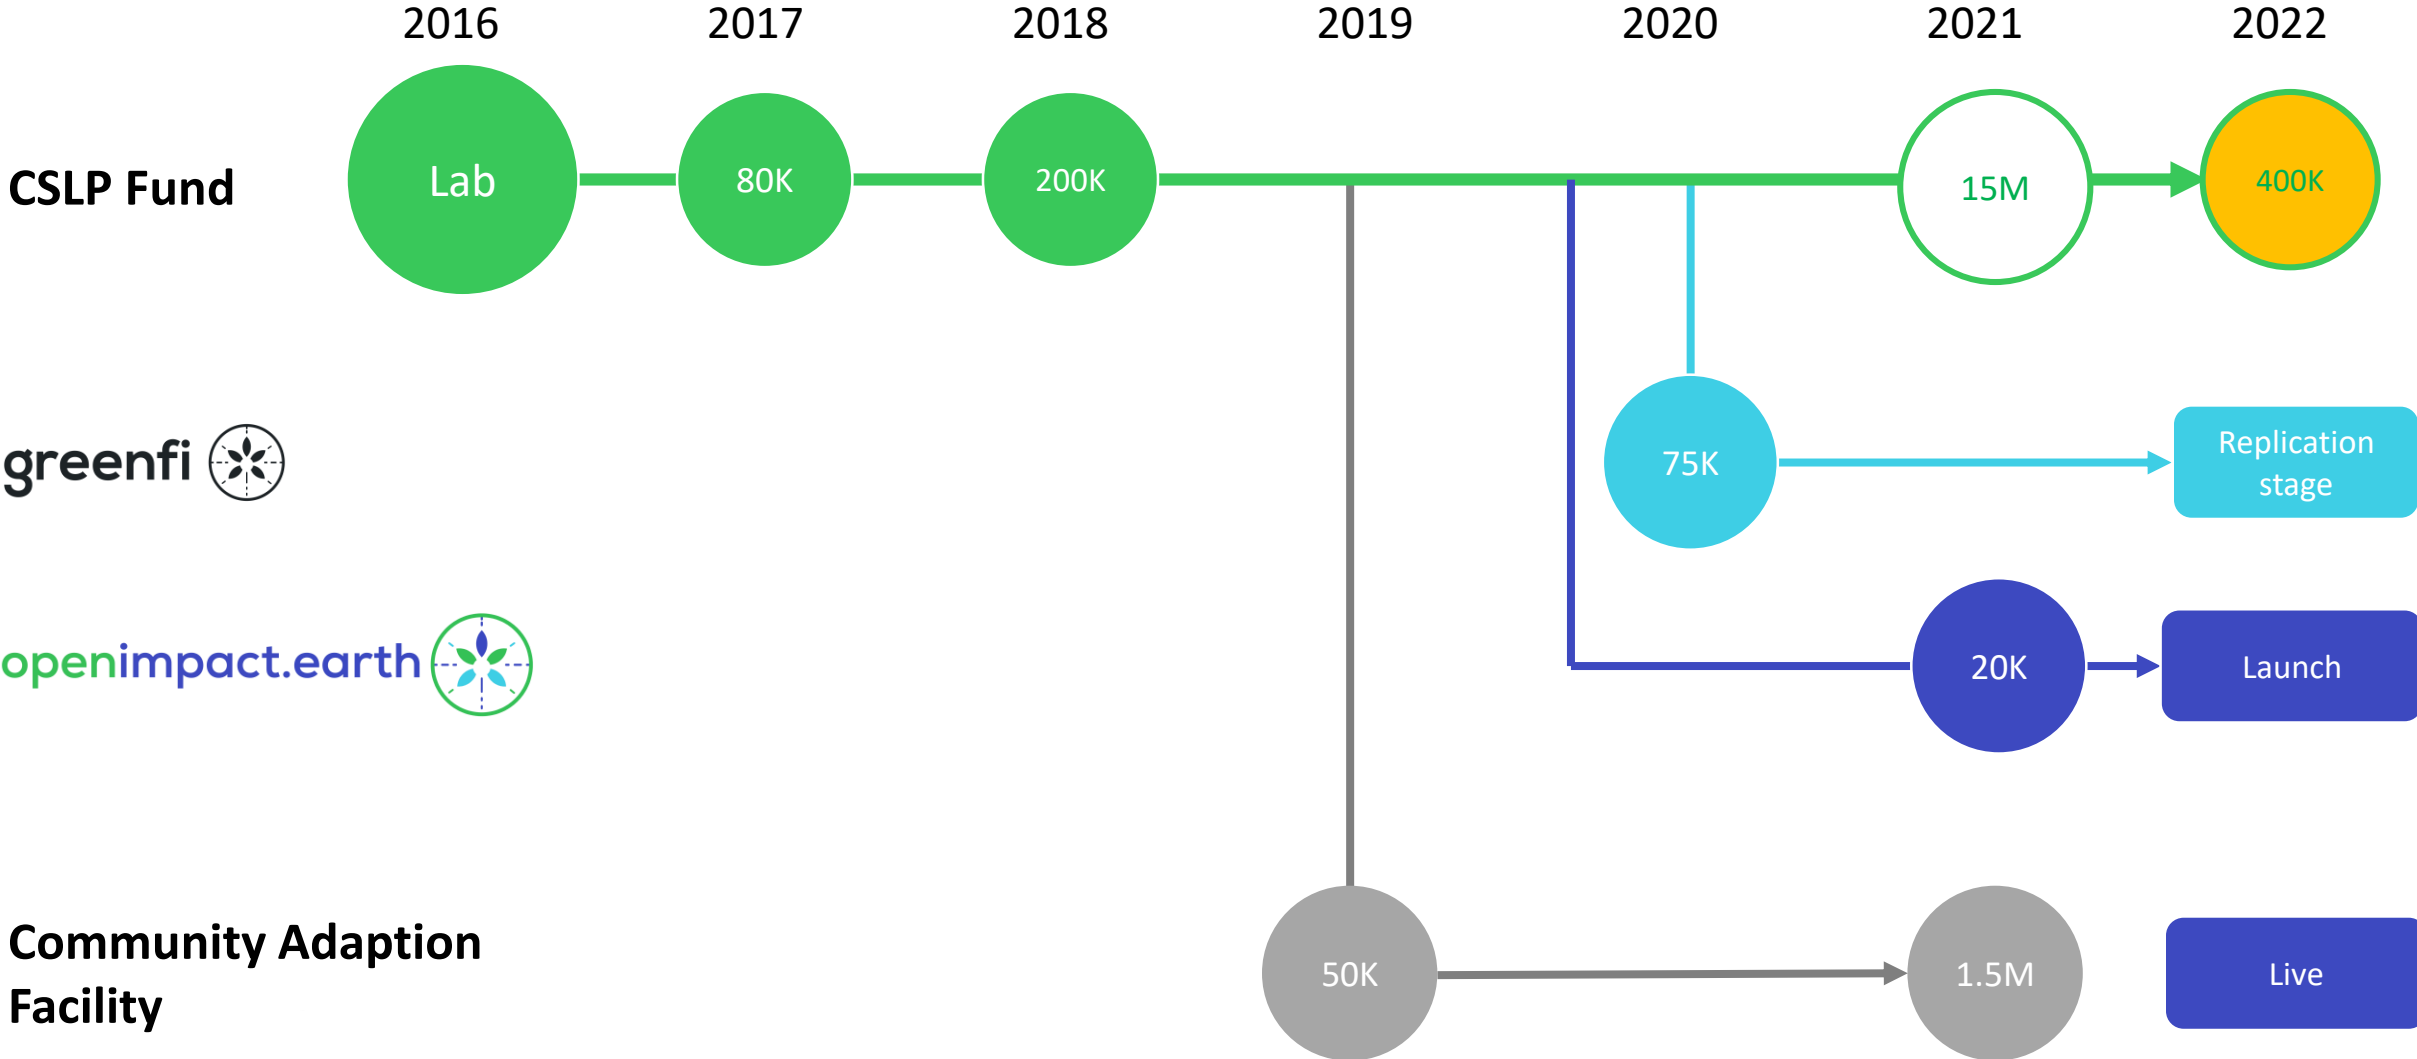 2016 2017 2018 2019 2020 2021 2022
CSLP Fund
Lab
80K
200K
15M
400K
greenfi
75K
Replication
stage
openimpact.earth
20K
Launch
Community Adaption
Facility
50K
1.5M
Live